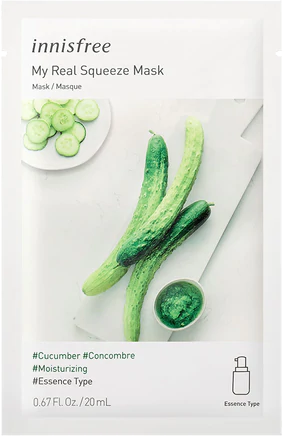 innisfree
My Real Squeeze Mask
Mask / Masque
#Cucumber #Concombre
#Moisturizing
#Essence Type
Essence Type
0.67 Fl. Oz. / 20 mL